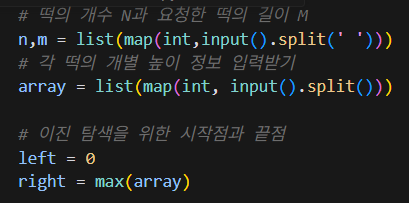 # 떡의 개수 N과 요청한 떡의 길이 M
n,m = list(map(int,input().split(' ')))
# 각 떡의 개별 높이 정보 입력받기
array = list(map(int, input().split()))
# 이진 탐색을 위한 시작점과 끝점
left = 0
right = max(array)